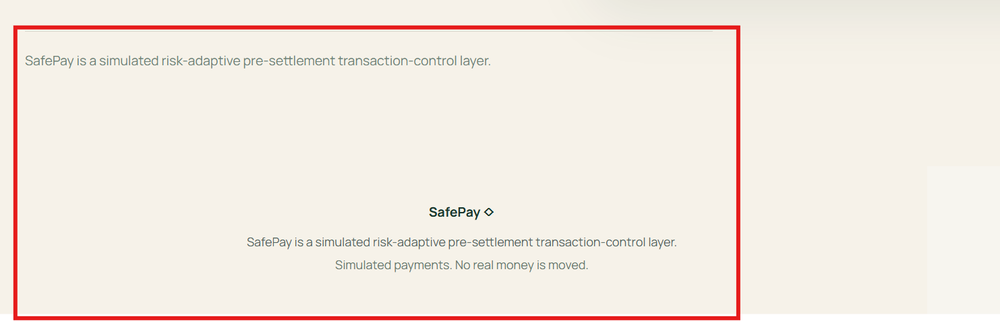 SafePay is a simulated risk-adaptive pre-settlement transaction-control layer.
SafePay
SafePay is a simulated risk-adaptive pre-settlement transaction-control layer.
Simulated payments. No real money is moved.